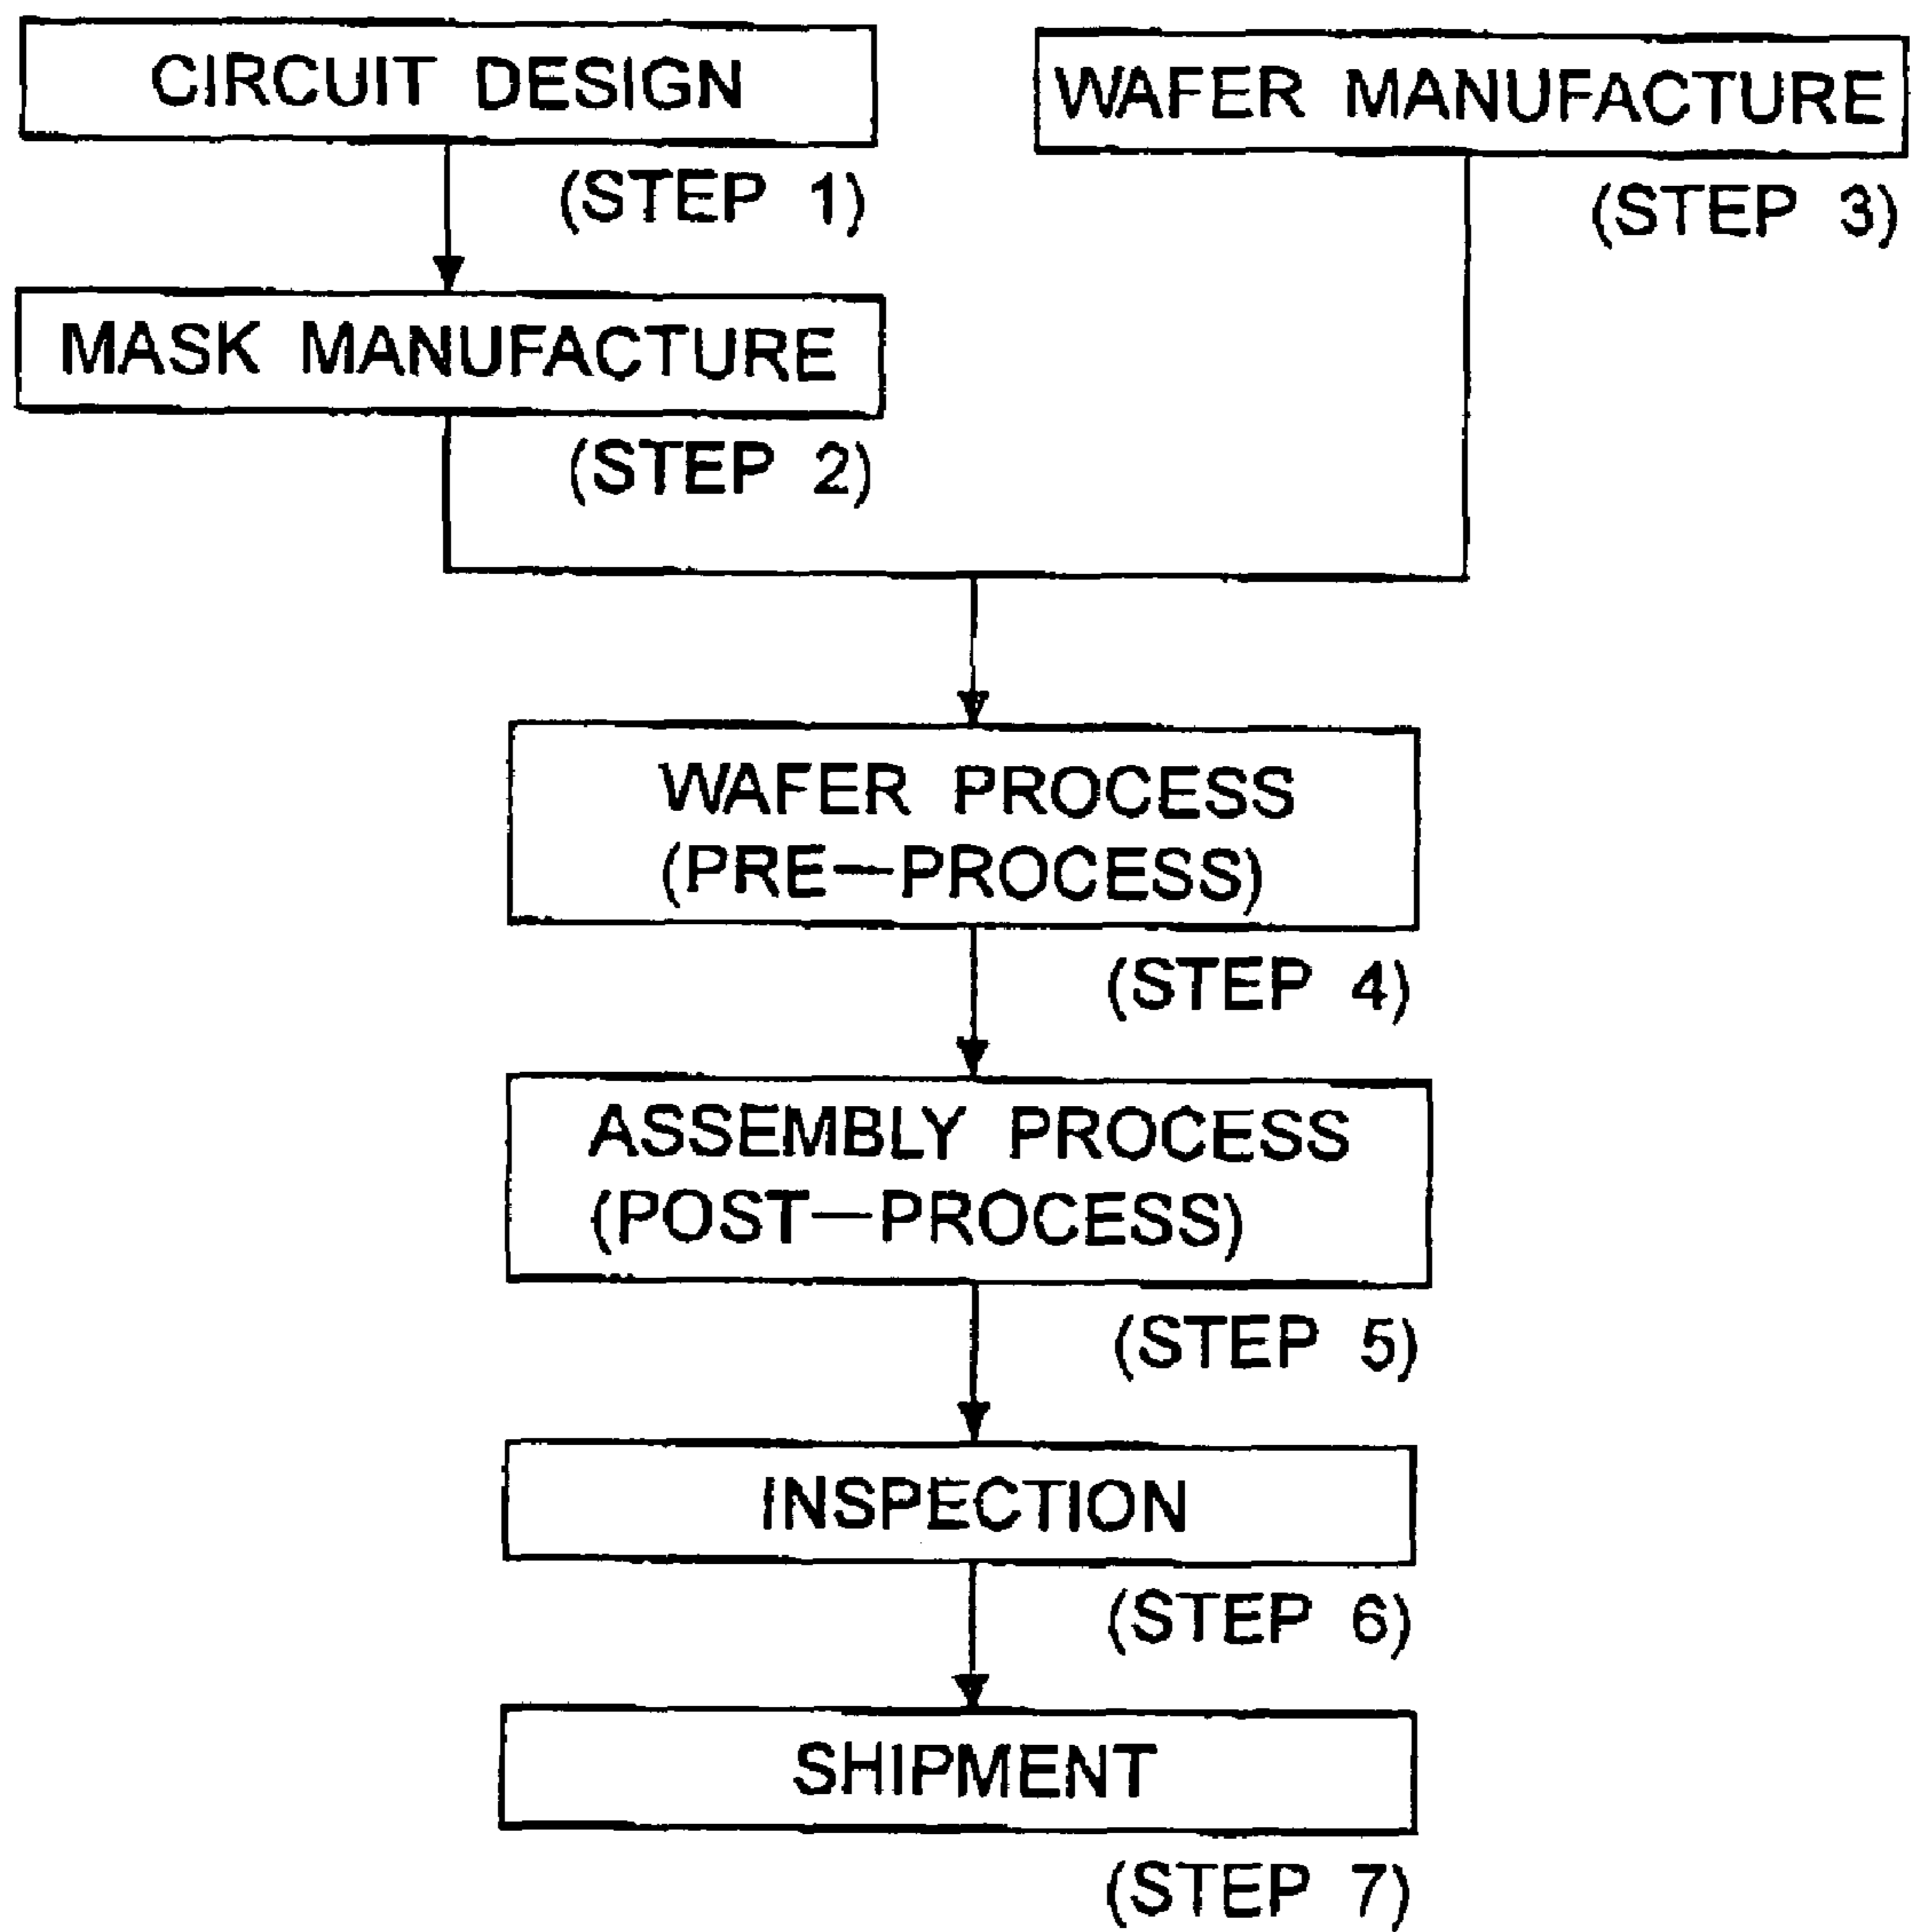 CIRCUIT DESIGN
(STEP 1)
MASK MANUFACTURE
(STEP 2)
WAFER MANUFACTURE
(STEP 3)
WAFER PROCESS
(PRE—PROCESS)
(STEP 4)
ASSEMBLY PROCESS
(POST—PROCESS)
(STEP 5)
INSPECTION
(STEP 6)
SHIPMENT
(STEP 7)